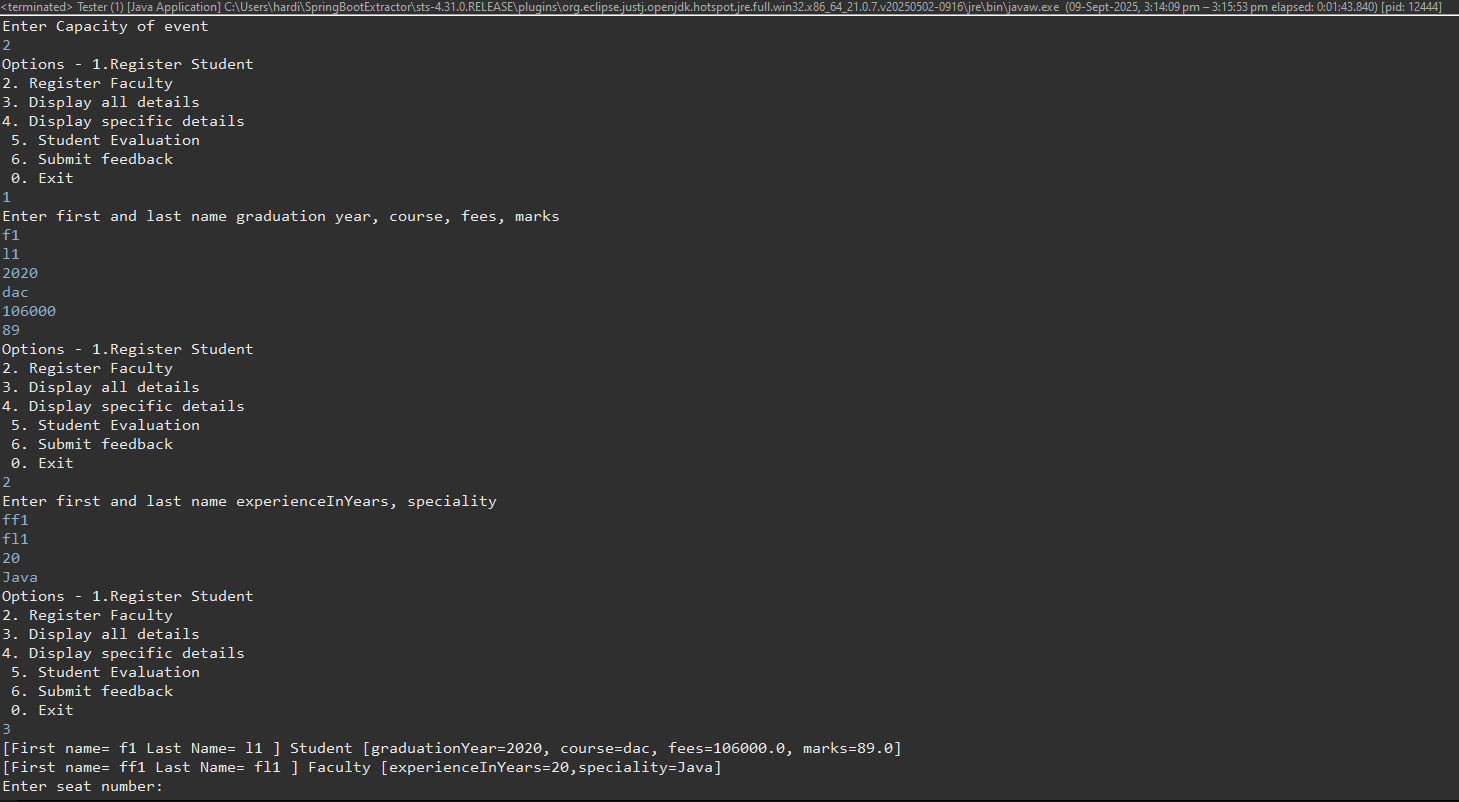 <terminated> Tester (1) [Java Application] C:\Users\hardi\SpringBootExtractor\sts-4.31.0.RELEASE\plugins\org.eclipse.justj.openjdk.hotspot.jre.full.win32.x86_64_21.0.7.v20250502-0916\jre\bin\javaw.exe (09-Sept-2025, 3:14:09 pm – 3:15:53 pm elapsed: 0:01:43.840) [pid: 12444]
Enter Capacity of event
2
Options - 1.Register Student
2. Register Faculty
3. Display all details
4. Display specific details
 5. Student Evaluation
 6. Submit feedback
 0. Exit
1
Enter first and last name graduation year, course, fees, marks
f1
l1
2020
dac
106000
89
Options - 1.Register Student
2. Register Faculty
3. Display all details
4. Display specific details
 5. Student Evaluation
 6. Submit feedback
 0. Exit
2
Enter first and last name experienceInYears, speciality
ff1
fl1
20
Java
Options - 1.Register Student
2. Register Faculty
3. Display all details
4. Display specific details
 5. Student Evaluation
 6. Submit feedback
 0. Exit
3
[First name= f1 Last Name= l1 ] Student [graduationYear=2020, course=dac, fees=106000.0, marks=89.0]
[First name= ff1 Last Name= fl1 ] Faculty [experienceInYears=20,speciality=Java]
Enter seat number: